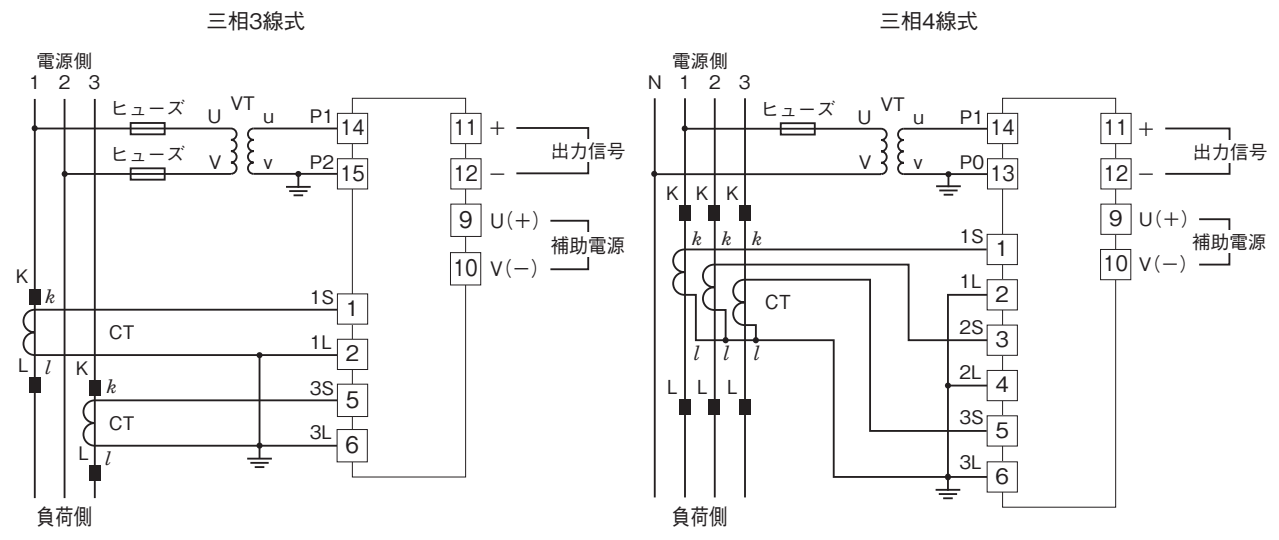 三相3線式
電源側
1 2 3
ヒューズ
U VT u P1 14
ヒューズ
V v P2 15
11 +
出力信号
12 −
9 U(+)
補助電源
10 V(−)
K
k
1S 1
CT
1L 2
L l
K
k
3S 5
CT
3L 6
L
l
負荷側
三相4線式
電源側
N 1 2 3
ヒューズ
U VT u P1 14
V v P0 13
11 +
出力信号
12 −
9 U(+)
補助電源
10 V(−)
K K K
k k k
1S 1
1L 2
CT
2S 3
l l l
2L 4
L L L
3S 5
3L 6
負荷側